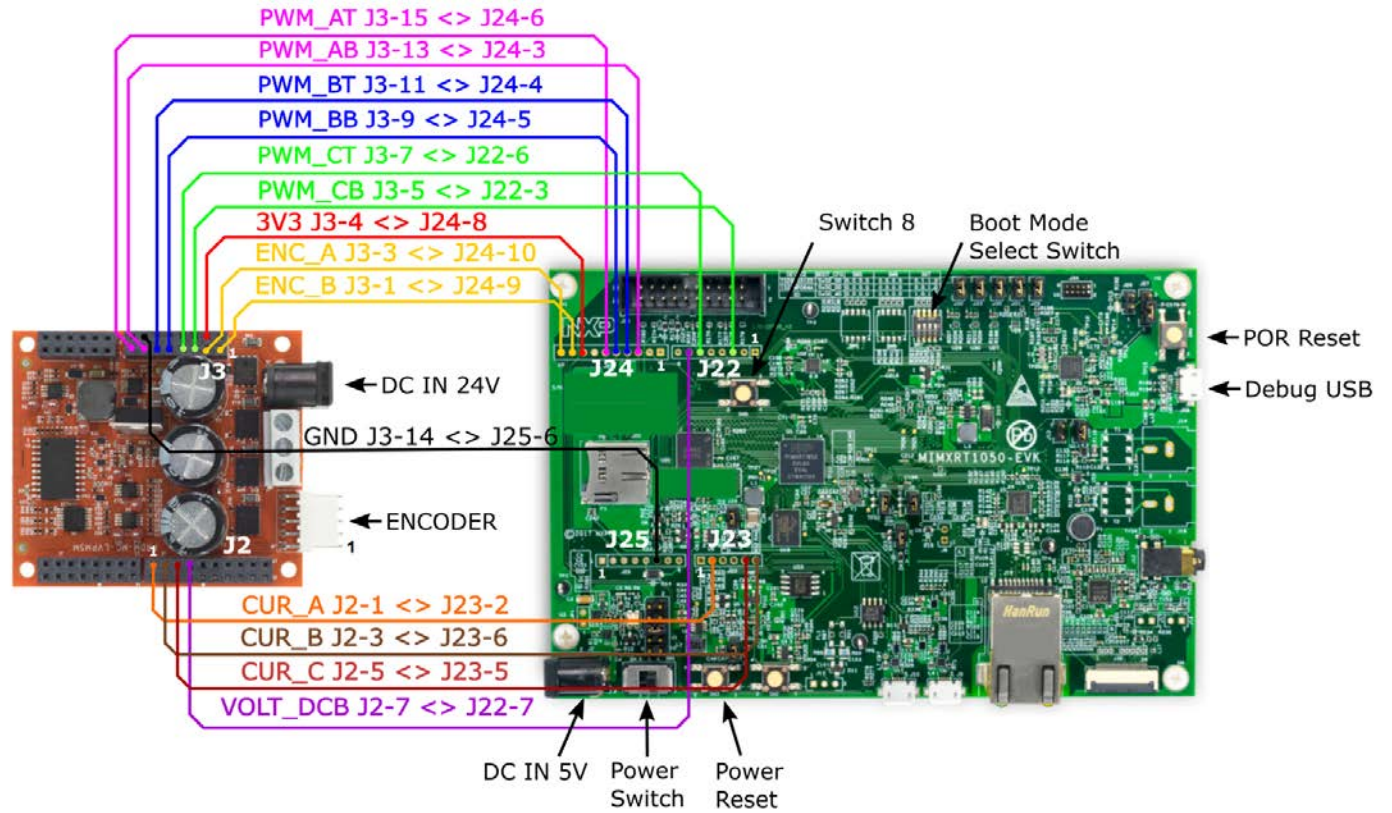 PWM_AT J3-15 <> J24-6
PWM_AB J3-13 <> J24-3
PWM_BT J3-11 <> J24-4
PWM_BB J3-9 <> J24-5
PWM_CT J3-7 <> J22-6
PWM_CB J3-5 <> J22-3
3V3 J3-4 <> J24-8
ENC_A J3-3 <> J24-10
ENC_B J3-1 <> J24-9
Switch 8
Boot Mode
Select Switch
POR Reset
Debug USB
NXP
1
J24
J22
1
J3
DC IN 24V
GND J3-14 <> J25-6
MIMXRT1050-EVK
ENCODER
1
1
J2
J25
J23
1
1
HanRun
CUR_A J2-1 <> J23-2
CUR_B J2-3 <> J23-6
CUR_C J2-5 <> J23-5
VOLT_DCB J2-7 <> J22-7
DC IN 5V
Power
Switch
Power
Reset